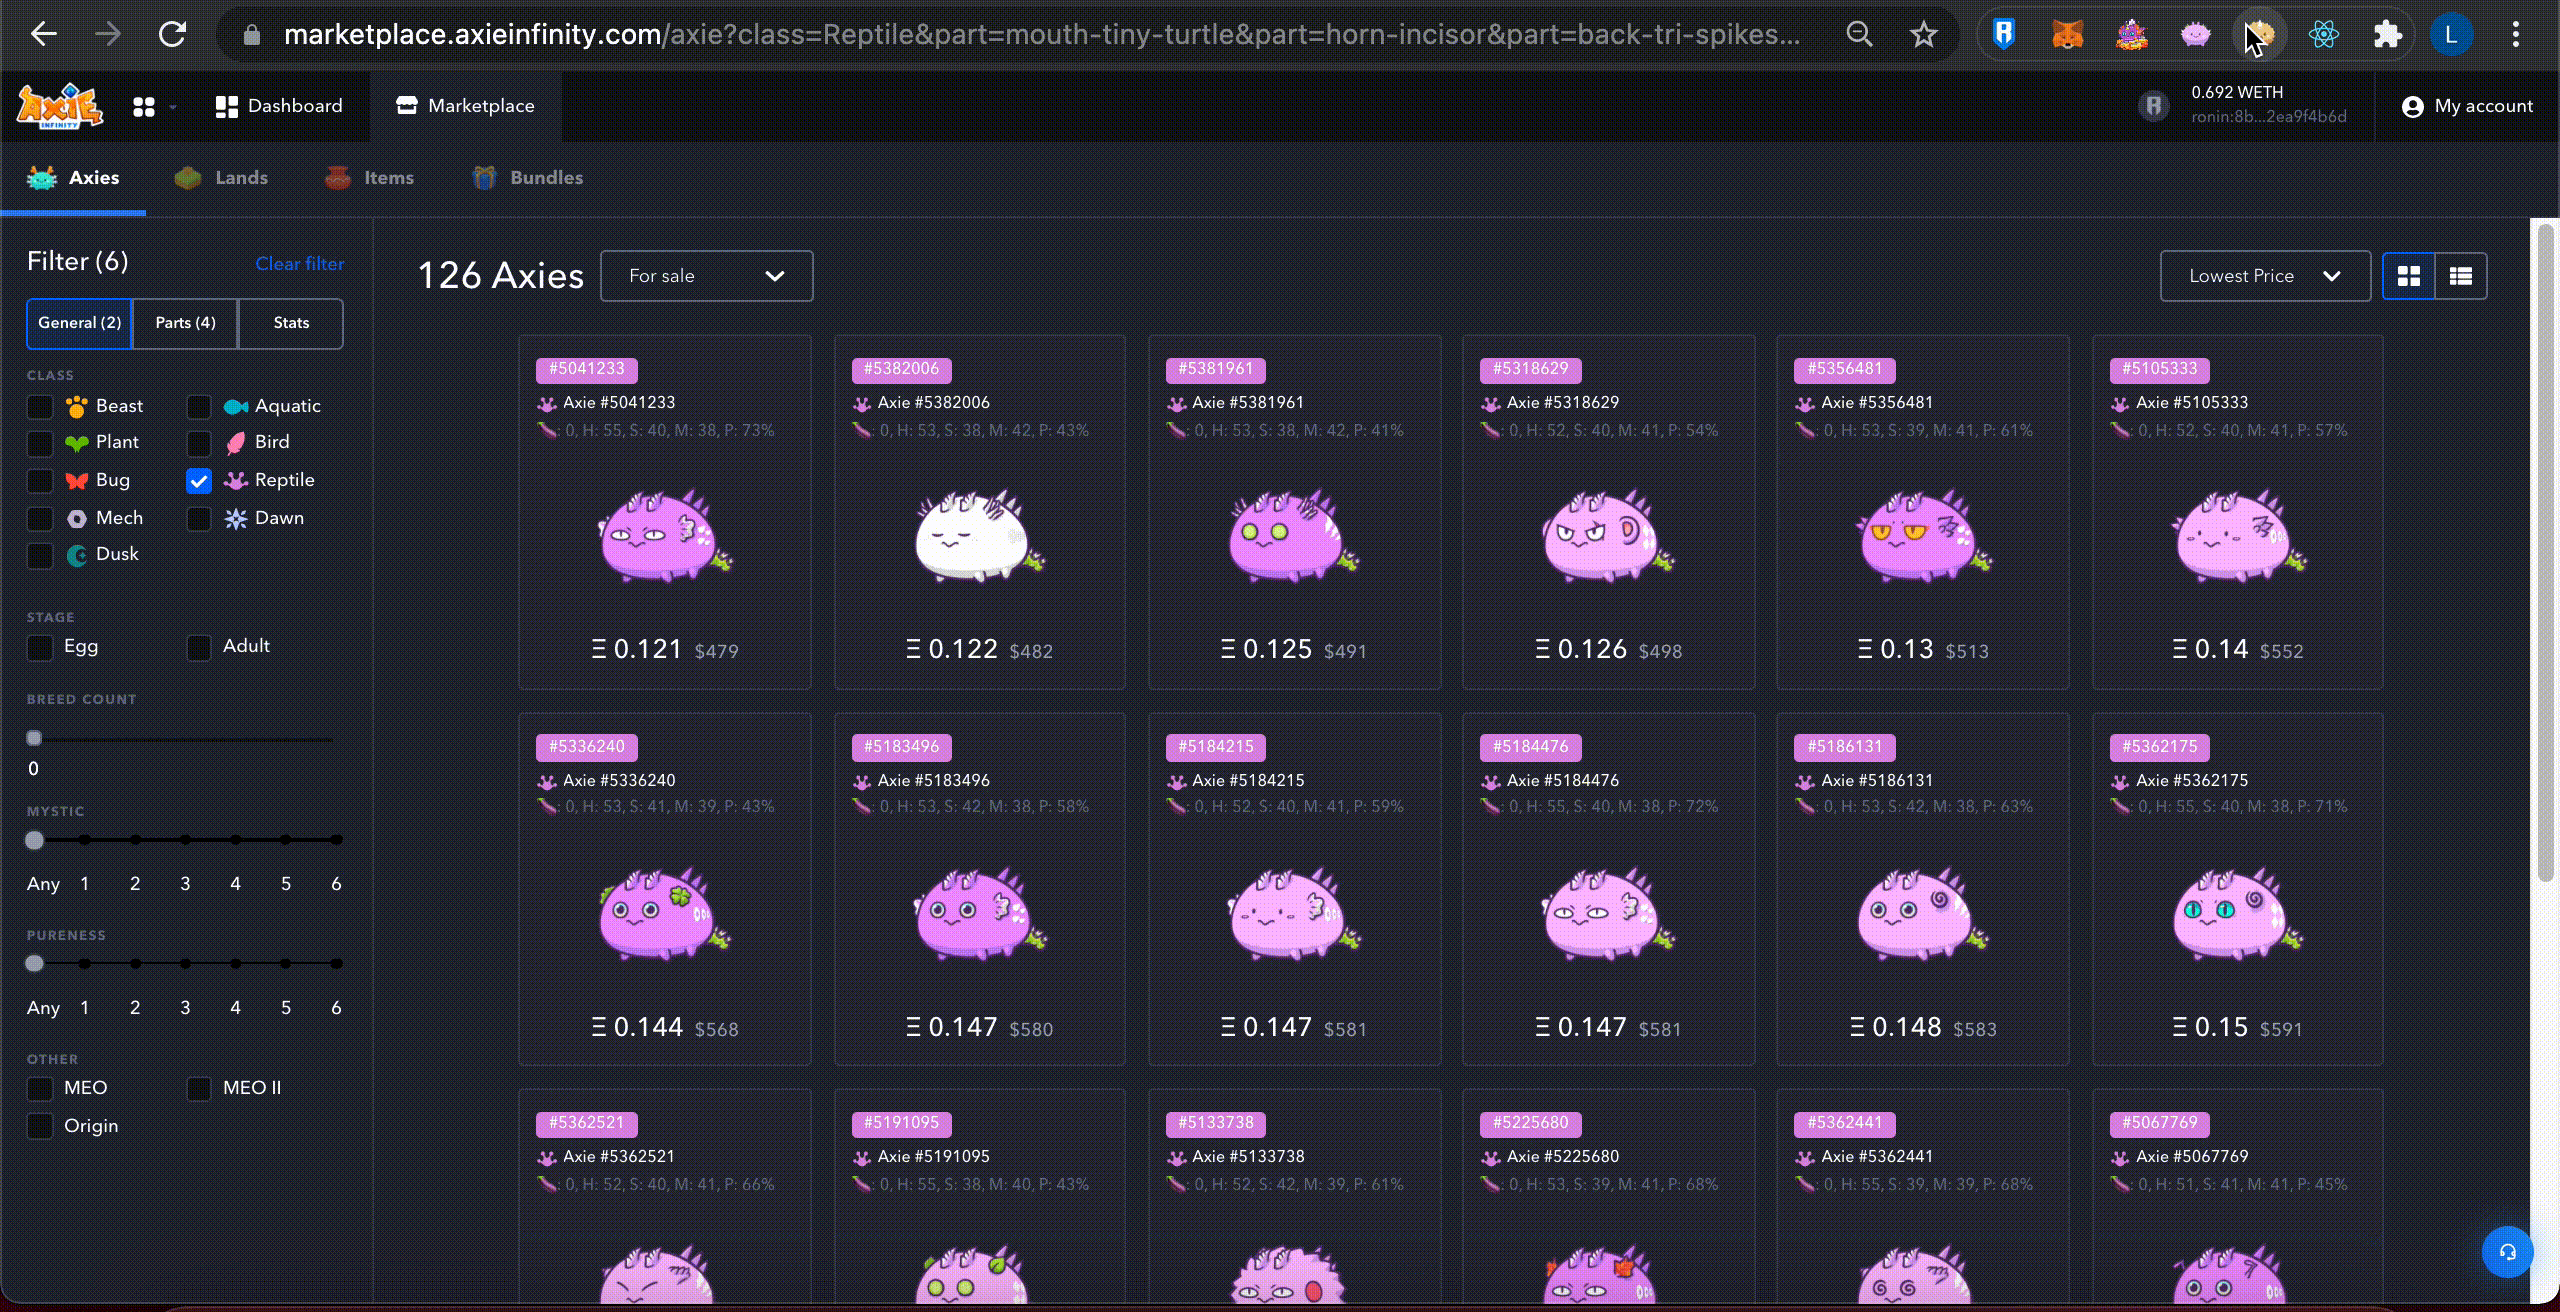 marketplace.axieinfinity.com/axie?class=Reptile&part=mouth-tiny-turtle&part=horn-incisor&part=back-tri-spikes...
L
AXIE INFINITY
Dashboard
Marketplace
0.692 WETH
ronin:8b...2ea9f4b6d
My account
Axies
Lands
Items
Bundles
Filter (6)
Clear filter
General (2)
Parts (4)
Stats
CLASS
Beast
Aquatic
Plant
Bird
Bug
Reptile
Mech
Dawn
Dusk
STAGE
Egg
Adult
BREED COUNT
0
MYSTIC
Any 1 2 3 4 5 6
PURENESS
Any 1 2 3 4 5 6
OTHER
MEO
MEO II
Origin
126 Axies
For sale
Lowest Price
#5041233
Axie #5041233
: 0, H: 55, S: 40, M: 38, P: 73%
Ξ 0.121 $479
#5382006
Axie #5382006
: 0, H: 53, S: 38, M: 42, P: 43%
Ξ 0.122 $482
#5381961
Axie #5381961
: 0, H: 53, S: 38, M: 42, P: 41%
Ξ 0.125 $491
#5318629
Axie #5318629
: 0, H: 52, S: 40, M: 41, P: 54%
Ξ 0.126 $498
#5356481
Axie #5356481
: 0, H: 53, S: 39, M: 41, P: 61%
Ξ 0.13 $513
#5105333
Axie #5105333
: 0, H: 52, S: 40, M: 41, P: 57%
Ξ 0.14 $552
#5336240
Axie #5336240
: 0, H: 53, S: 41, M: 39, P: 43%
Ξ 0.144 $568
#5183496
Axie #5183496
: 0, H: 53, S: 42, M: 38, P: 58%
Ξ 0.147 $580
#5184215
Axie #5184215
: 0, H: 52, S: 40, M: 41, P: 59%
Ξ 0.147 $581
#5184476
Axie #5184476
: 0, H: 55, S: 40, M: 38, P: 72%
Ξ 0.147 $581
#5186131
Axie #5186131
: 0, H: 53, S: 42, M: 38, P: 63%
Ξ 0.148 $583
#5362175
Axie #5362175
: 0, H: 55, S: 40, M: 38, P: 71%
Ξ 0.15 $591
#5362521
Axie #5362521
: 0, H: 52, S: 40, M: 41, P: 66%
#5191095
Axie #5191095
: 0, H: 55, S: 38, M: 40, P: 43%
#5133738
Axie #5133738
: 0, H: 52, S: 42, M: 39, P: 61%
#5225680
Axie #5225680
: 0, H: 53, S: 39, M: 41, P: 68%
#5362441
Axie #5362441
: 0, H: 55, S: 39, M: 39, P: 68%
#5067769
Axie #5067769
: 0, H: 51, S: 41, M: 41, P: 45%